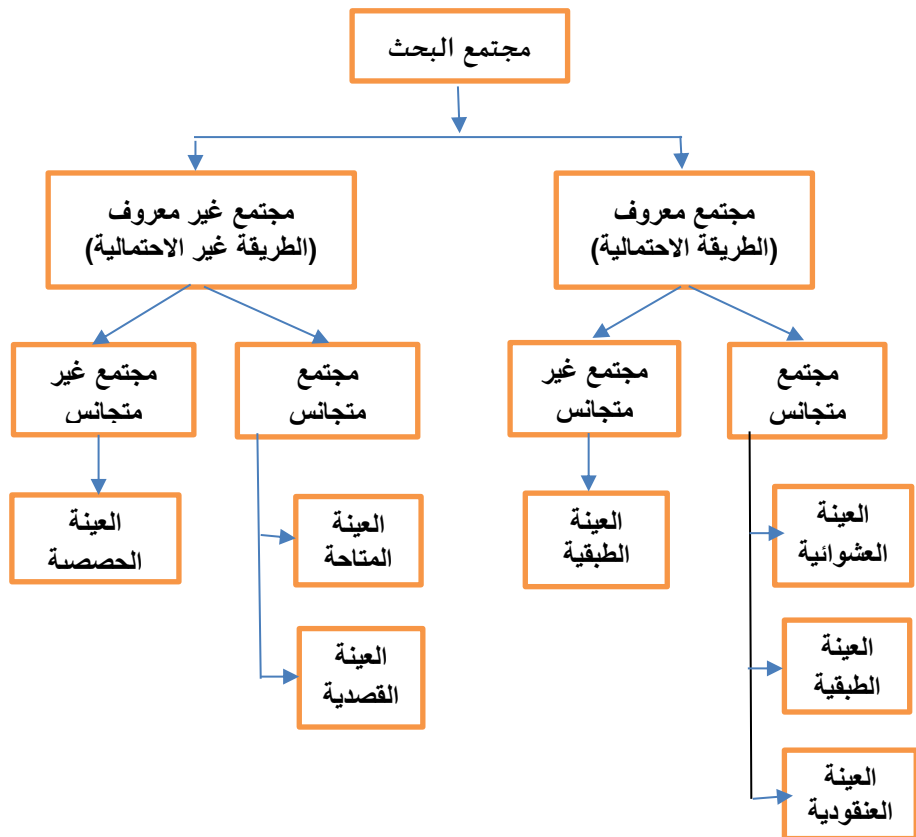 مجتمع البحث
مجتمع معروف
(الطريقة الاحتمالية)
مجتمع غير معروف
(الطريقة غير الاحتمالية)
مجتمع
متجانس
مجتمع غير
متجانس
مجتمع
متجانس
مجتمع غير
متجانس
العينة
العشوائية
العينة
الطبقية
العينة
المتاحة
العينة
الحصصية
العينة
الطبقية
العينة
القصدية
العينة
العنقودية